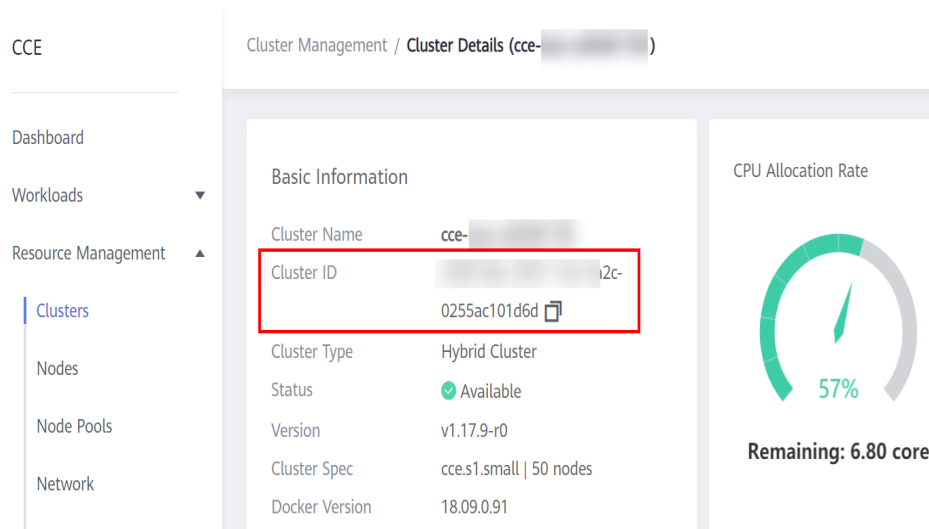 CCE
Cluster Management / Cluster Details (cce- )
Dashboard
Workloads
Resource Management
Clusters
Nodes
Node Pools
Network
Basic Information
Cluster Name cce-
Cluster ID 2c-
0255ac101d6d
Cluster Type Hybrid Cluster
Status Available
Version v1.17.9-r0
Cluster Spec cce.s1.small | 50 nodes
Docker Version 18.09.0.91
CPU Allocation Rate
57%
Remaining: 6.80 core